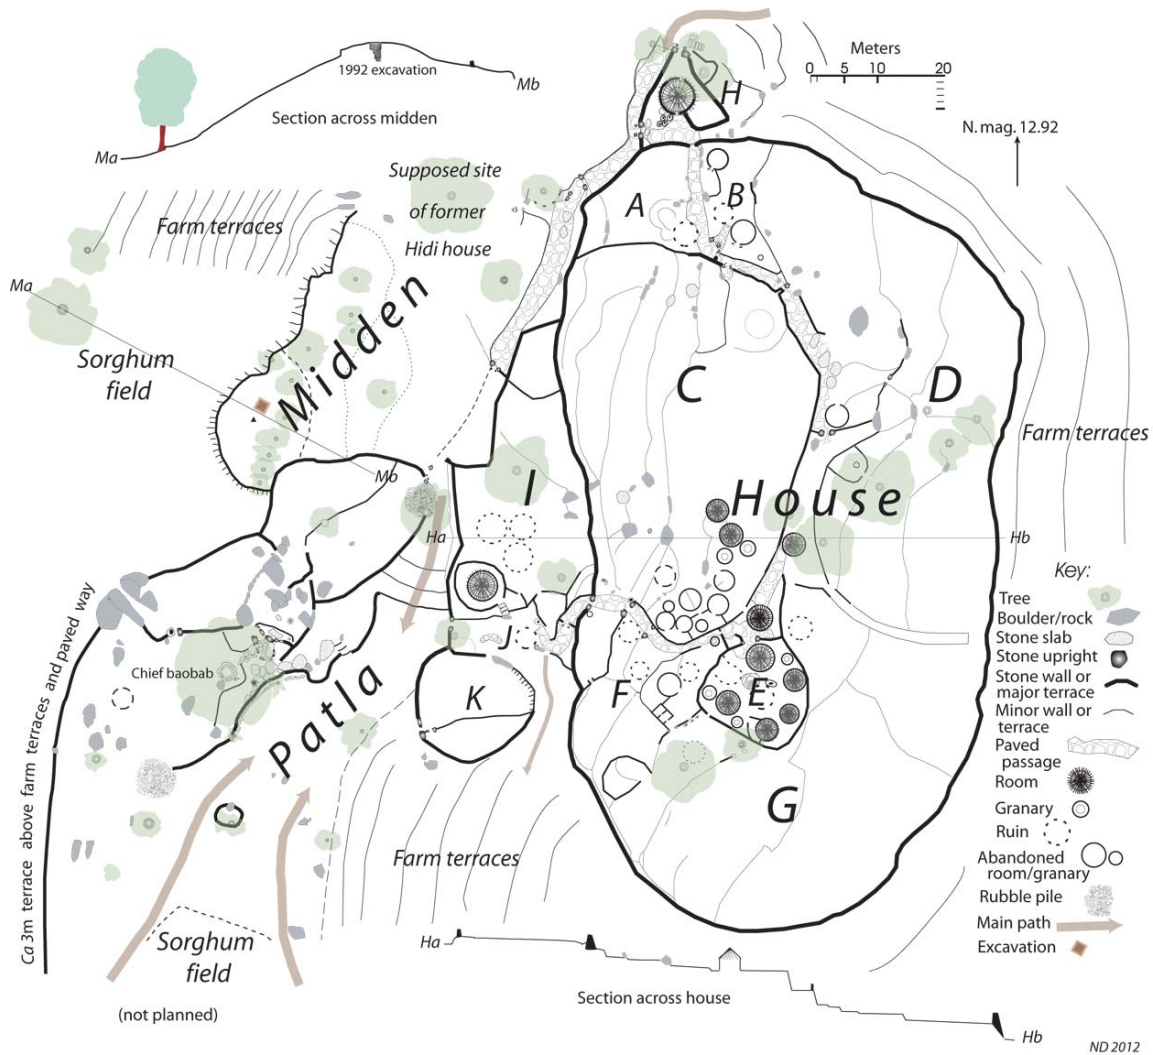 1992 excavation
Mb
Section across midden
Ma
Meters
0 5 10 20
N. mag. 12.92
H
Supposed site
of former
Hidi house
Farm terraces
A
B
Ma
Sorghum
field
Midden
Mb
C
D
Farm terraces
I
House
Ha
Hb
Chief baobab
Patla
K
F
E
G
Ca 3m terrace above farm terraces and paved way
Farm terraces
Sorghum
field
(not planned)
Key:
Tree
Boulder/rock
Stone slab
Stone upright
Stone wall or
major terrace
Minor wall or
terrace
Paved
passage
Room
Granary
Ruin
Abandoned
room/granary
Rubble pile
Main path
Excavation
Ha
Section across house
Hb
ND 2012